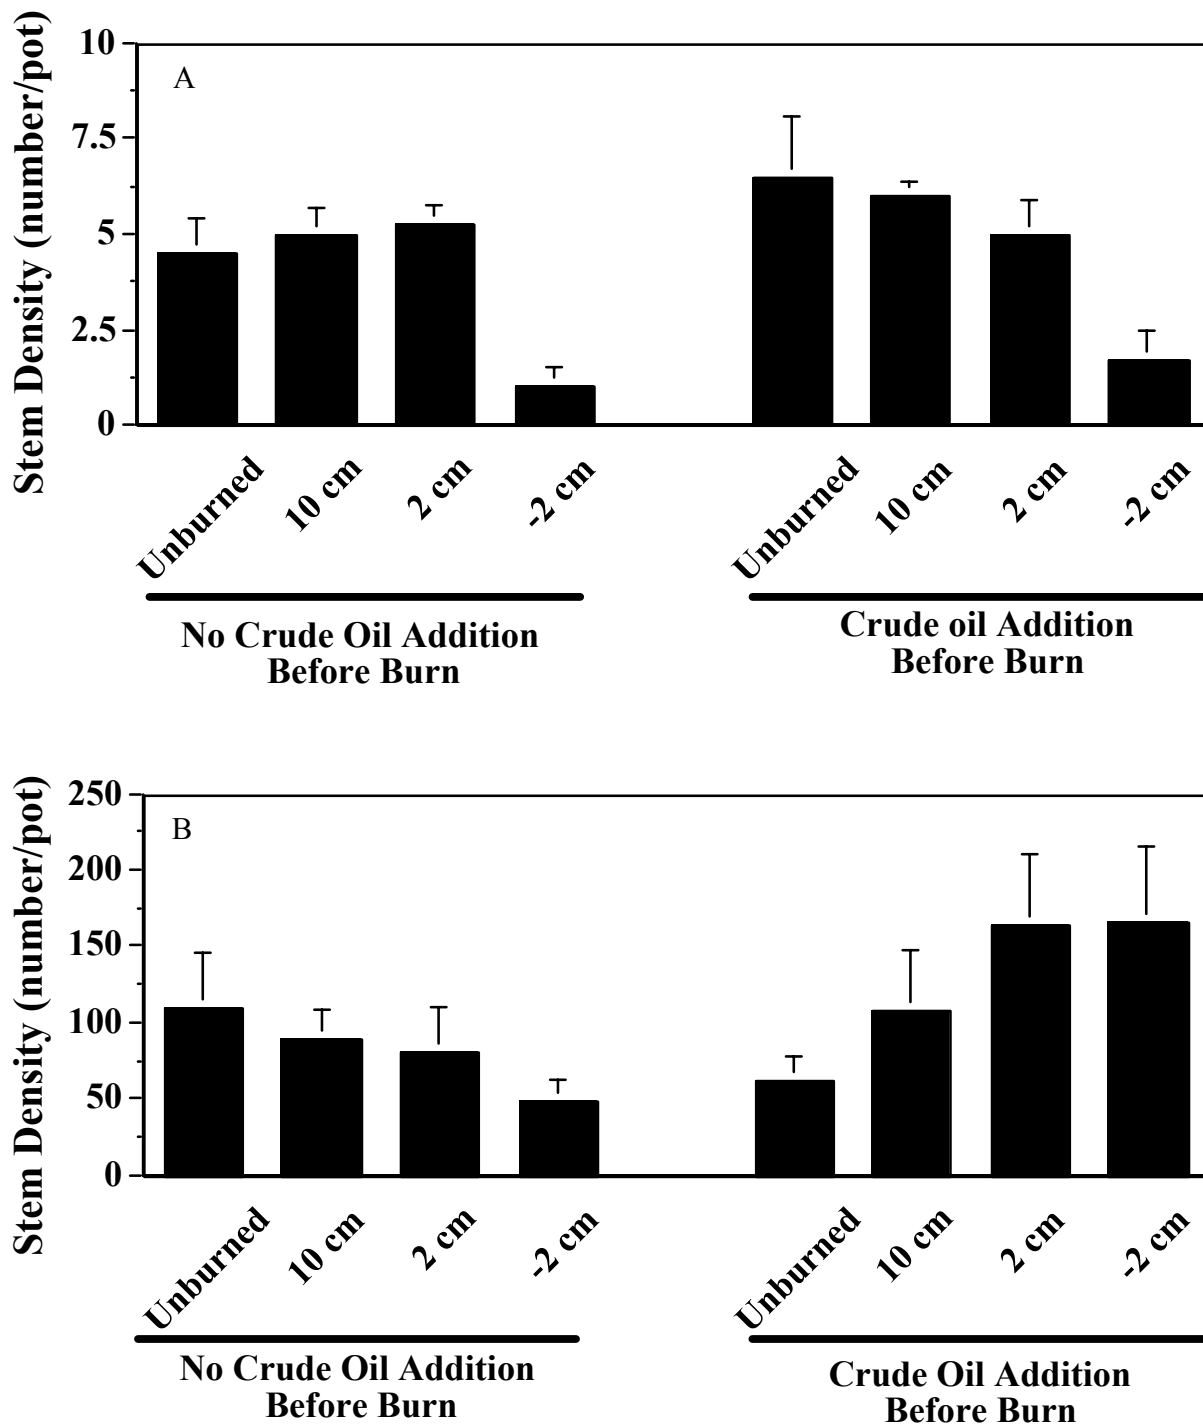 Stem Density (number/pot)
10
7.5
5
2.5
0
A
Unburned
10 cm
2 cm
-2 cm
Unburned
10 cm
2 cm
-2 cm
No Crude Oil Addition
Before Burn
Crude oil Addition
Before Burn
Stem Density (number/pot)
250
200
150
100
50
0
B
Unburned
10 cm
2 cm
-2 cm
Unburned
10 cm
2 cm
-2 cm
No Crude Oil Addition
Before Burn
Crude Oil Addition
Before Burn